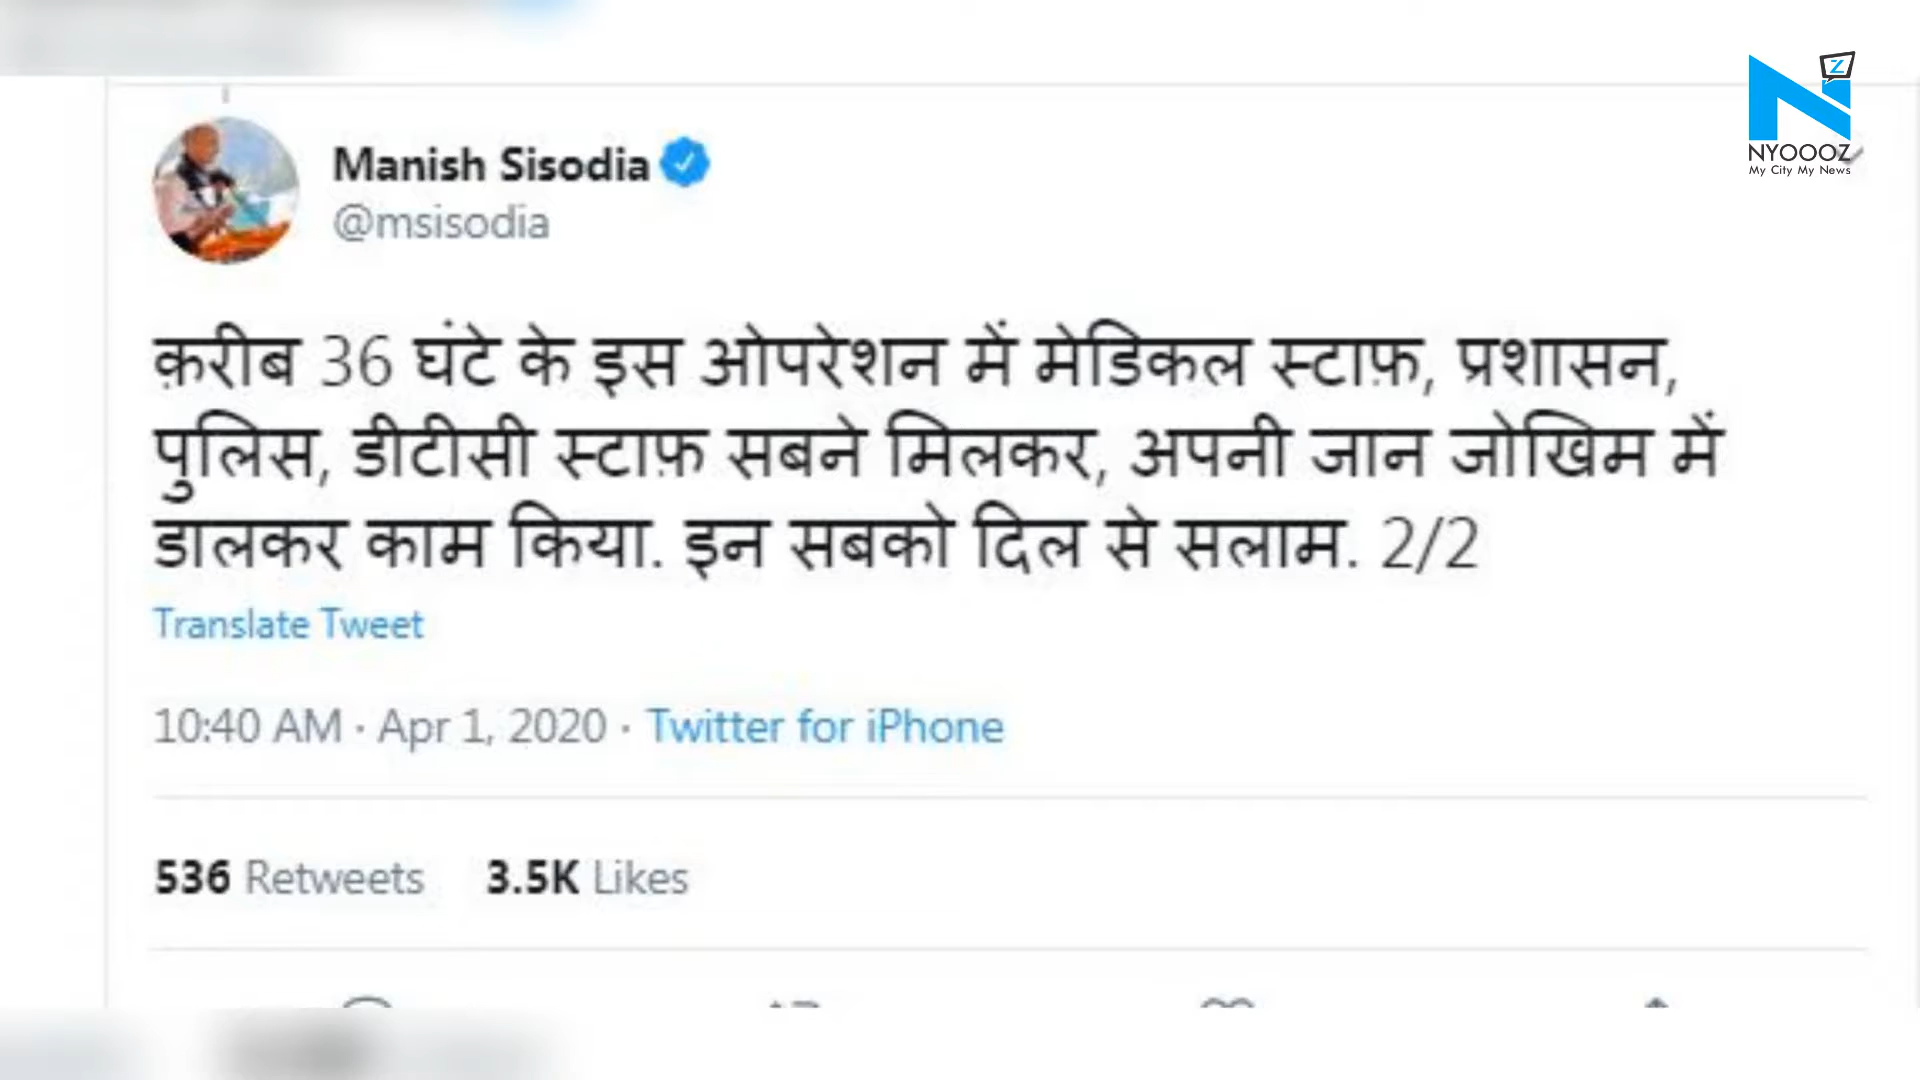 NYOOOZ
My City My News
Manish Sisodia
@msisodia
क़रीब 36 घंटे के इस ओपरेशन में मेडिकल स्टाफ़, प्रशासन,
पुलिस, डीटीसी स्टाफ़ सबने मिलकर, अपनी जान जोखिम में
डालकर काम किया. इन सबको दिल से सलाम. 2/2
Translate Tweet
10:40 AM · Apr 1, 2020 · Twitter for iPhone
536 Retweets 3.5K Likes